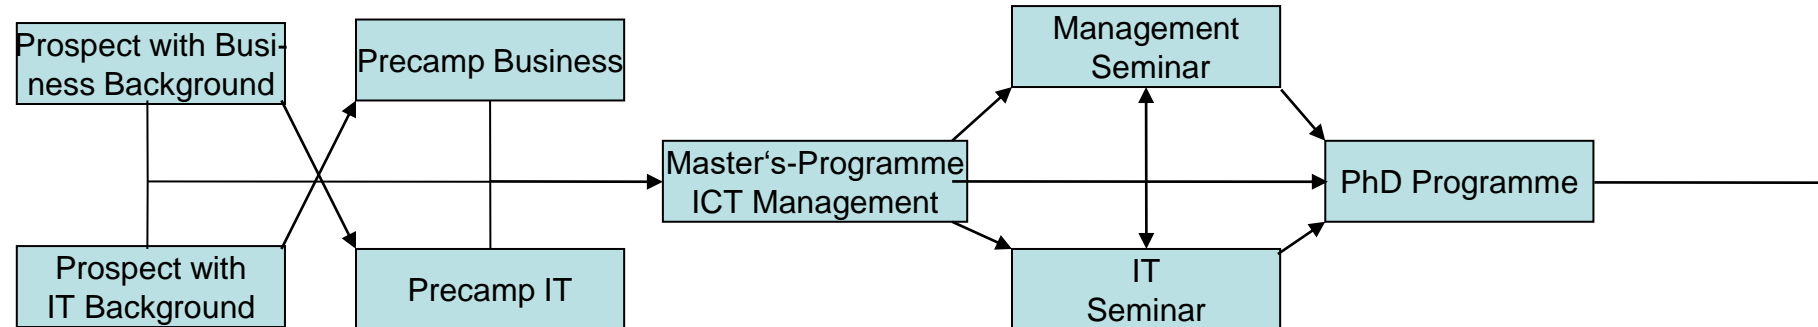 Prospect with Busi-
ness Background
Precamp Business
Management
Seminar
Master‘s-Programme
ICT Management
PhD Programme
Prospect with
IT Background
Precamp IT
IT
Seminar